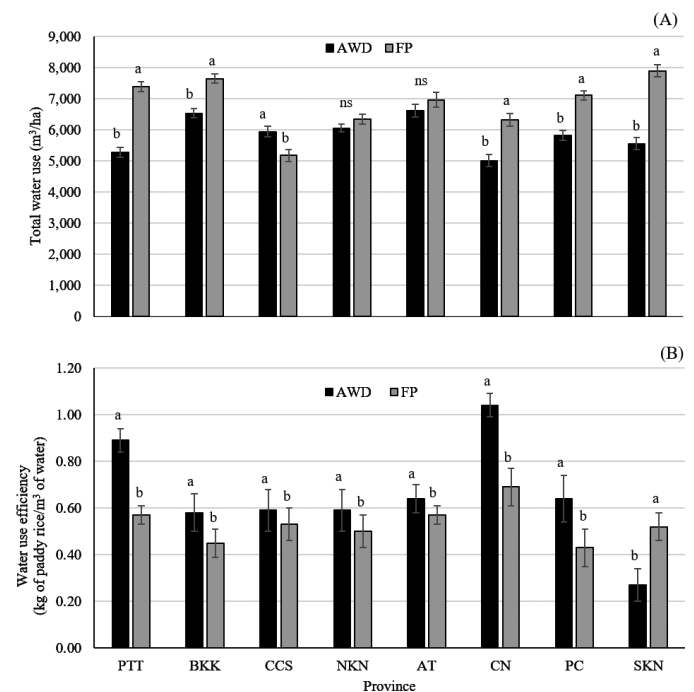 (A)
9,000
8,000
7,000
6,000
5,000
4,000
3,000
2,000
1,000
0
Total water use (m³/ha)
AWD FP
b a b a a b ns ns b a b a b a
(B)
1.20
1.00
0.80
0.60
0.40
0.20
0.00
Water use efficiency
(kg of paddy rice/m³ of water)
AWD FP
a b a b a b a b a b a b a b b a
PTT BKK CCS NKN AT CN PC SKN
Province